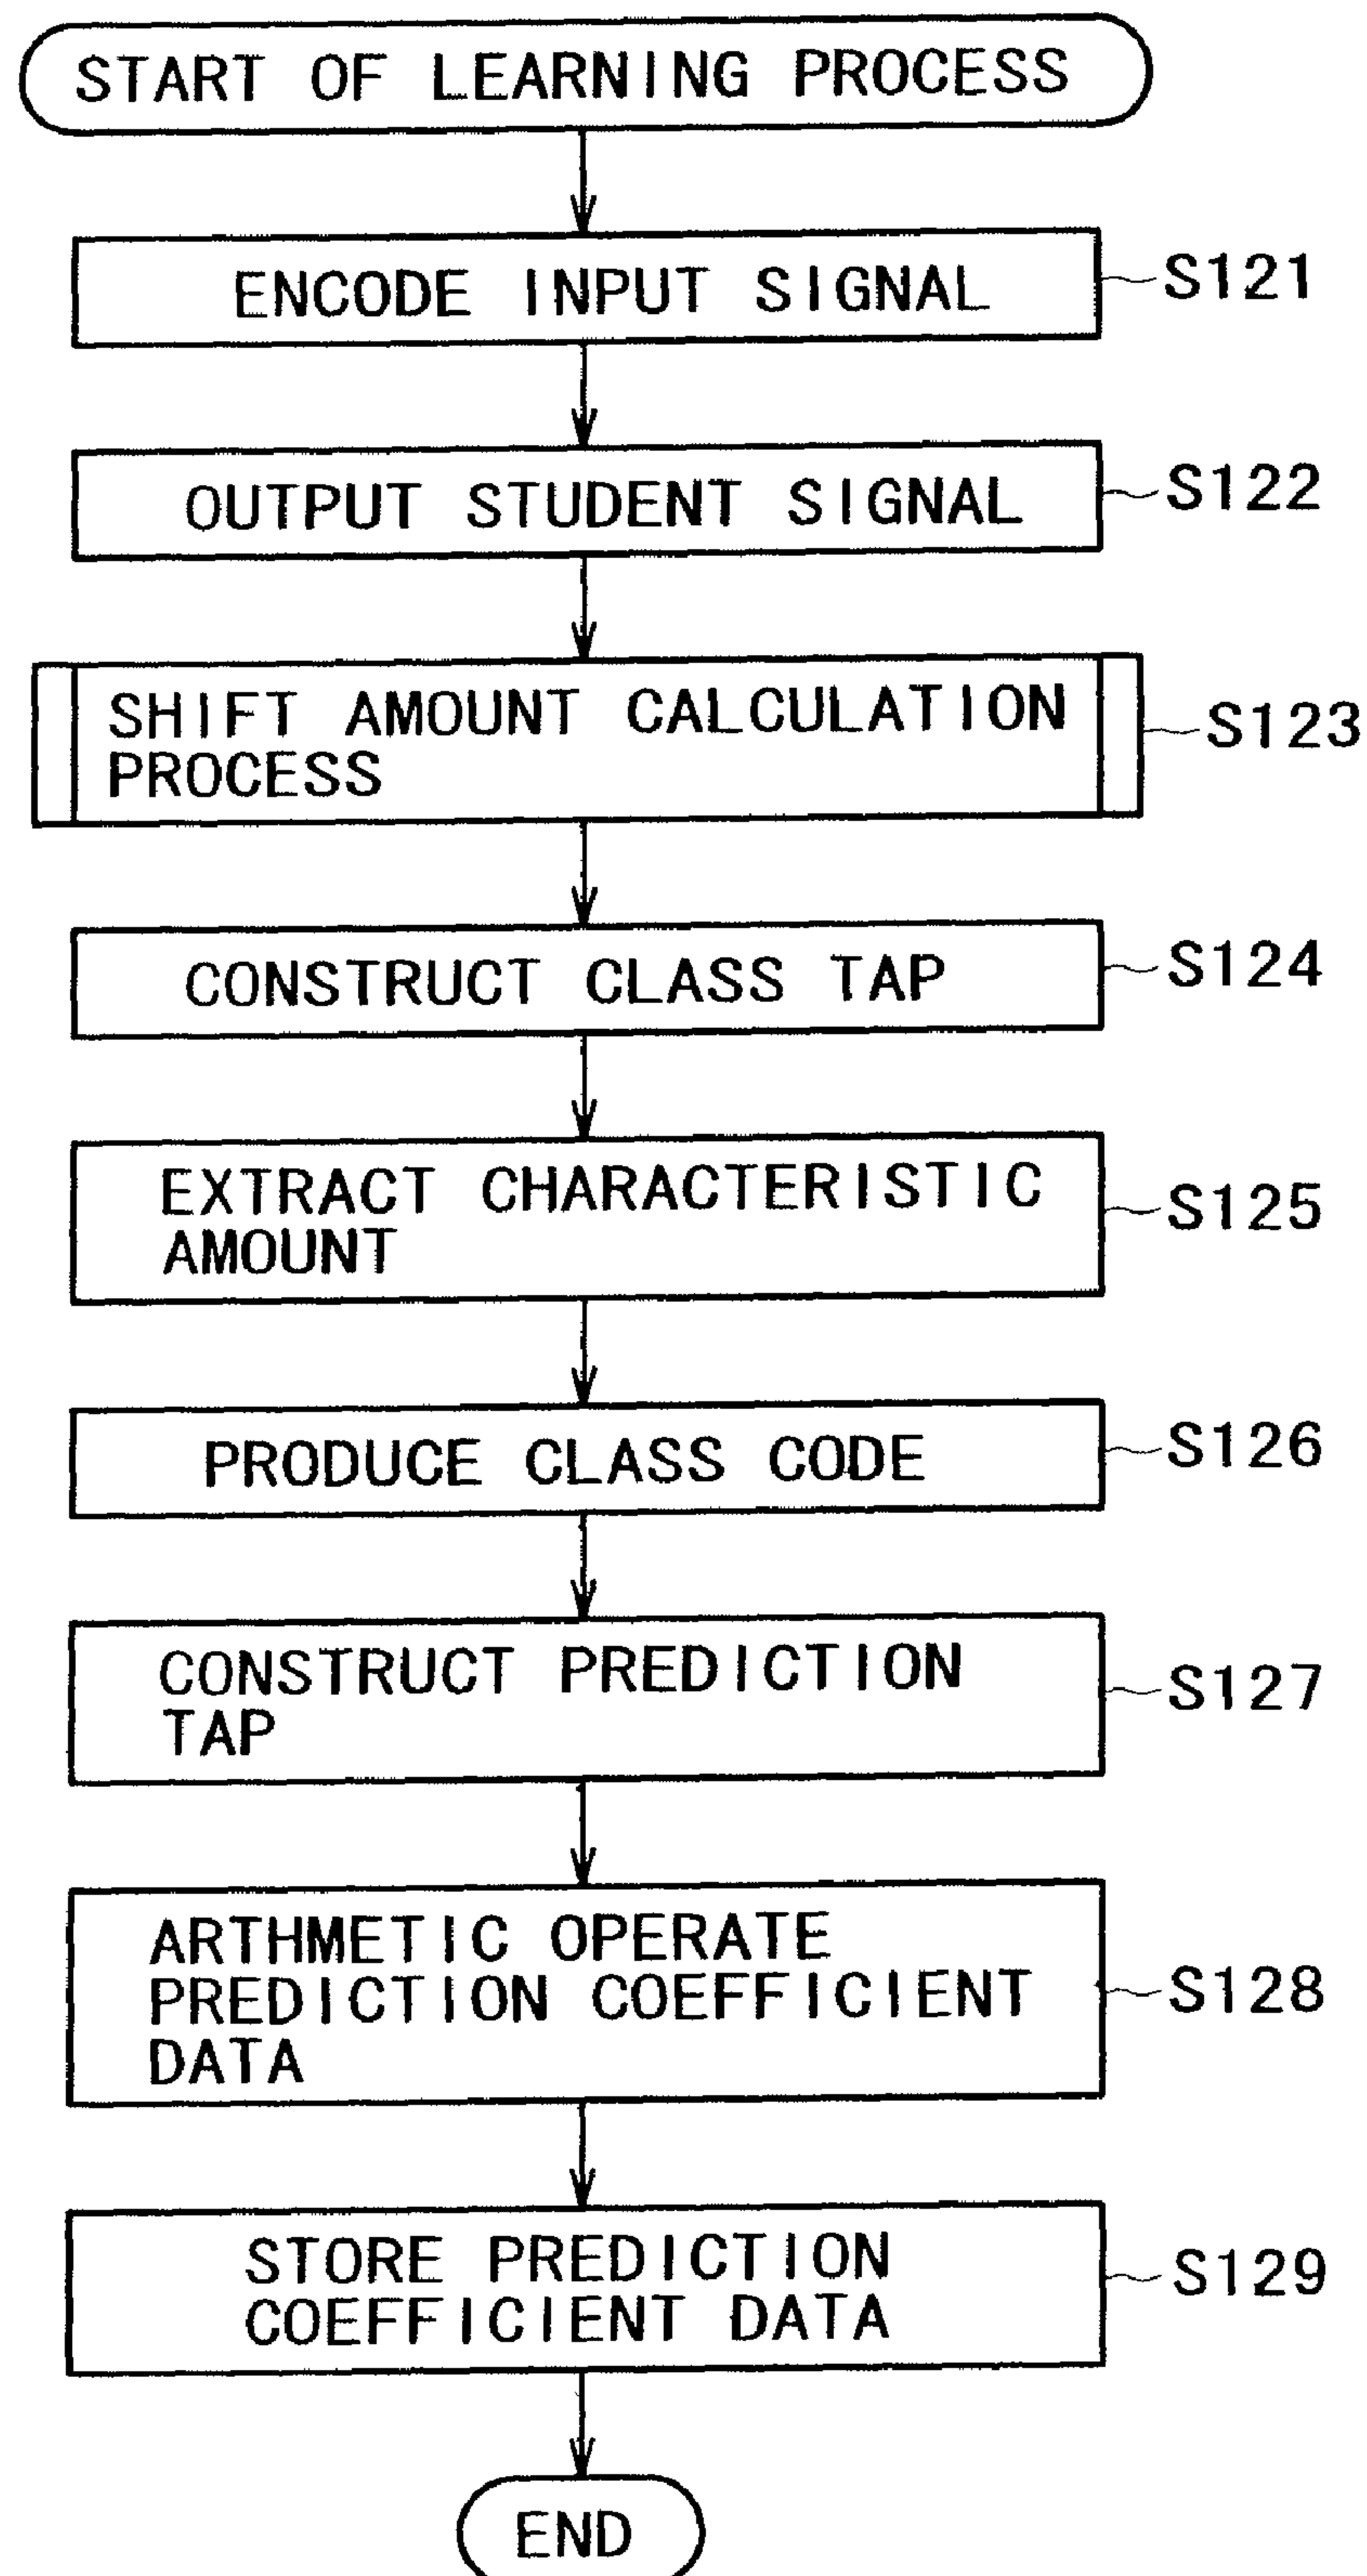 START OF LEARNING PROCESS
ENCODE INPUT SIGNAL
S121
OUTPUT STUDENT SIGNAL
S122
SHIFT AMOUNT CALCULATION
PROCESS
S123
CONSTRUCT CLASS TAP
S124
EXTRACT CHARACTERISTIC
AMOUNT
S125
PRODUCE CLASS CODE
S126
CONSTRUCT PREDICTION
TAP
S127
ARTHMETIC OPERATE
PREDICTION COEFFICIENT
DATA
S128
STORE PREDICTION
COEFFICIENT DATA
S129
END